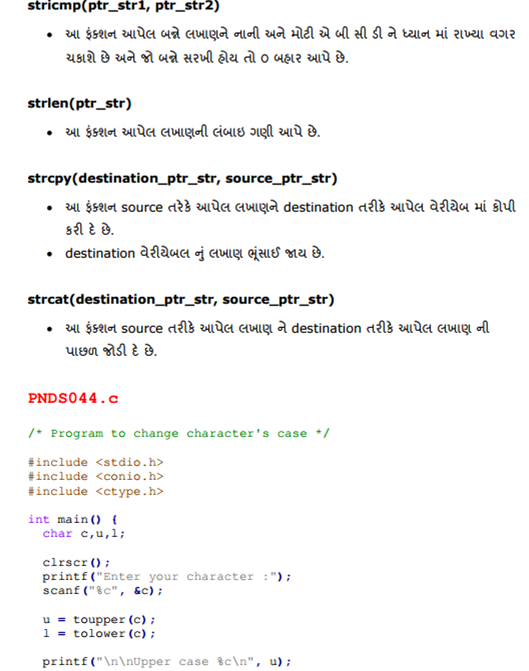 stricmp(ptr_str1, ptr_str2)
• આ ફંક્શન આપેલ બન્ને લખાણને નાની અને મોટી એ બી સી ડી ને ધ્યાન માં રાખ્યા વગર
ચકાશે છે અને જો બન્ને સરખી હોય તો ૦ બહાર આપે છે.
strlen(ptr_str)
• આ ફંક્શન આપેલ લખાણની લંબાઇ ગણી આપે છે.
strcpy(destination_ptr_str, source_ptr_str)
• આ ફંક્શન source તરેકે આપેલ લખાણને destination તરીકે આપેલ વેરીયેબ માં કોપી
કરી દે છે.
• destination વેરીયેબલ નું લખાણ ભૂંસાઈ જાય છે.
strcat(destination_ptr_str, source_ptr_str)
• આ ફંક્શન source તરીકે આપેલ લખાણ ને destination તરીકે આપેલ લખાણ ની
પાછળ જોડી દે છે.
PNDS044.c
/* Program to change character's case */
#include <stdio.h>
#include <conio.h>
#include <ctype.h>
int main() {
char c,u,l;
clrscr();
printf("Enter your character :");
scanf("%c", &c);
u = toupper(c);
l = tolower(c);
printf("\n\nUpper case %c\n", u);